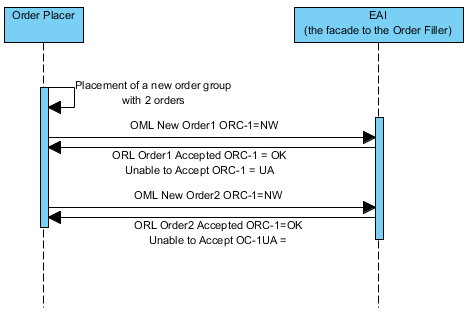 Order Placer
EAI
(the facade to the Order Filler)
Placement of a new order group
with 2 orders
OML New Order1 ORC-1=NW
ORL Order1 Accepted ORC-1 = OK
Unable to Accept ORC-1 = UA
OML New Order2 ORC-1=NW
ORL Order2 Accepted ORC-1=OK
Unable to Accept OC-1UA =